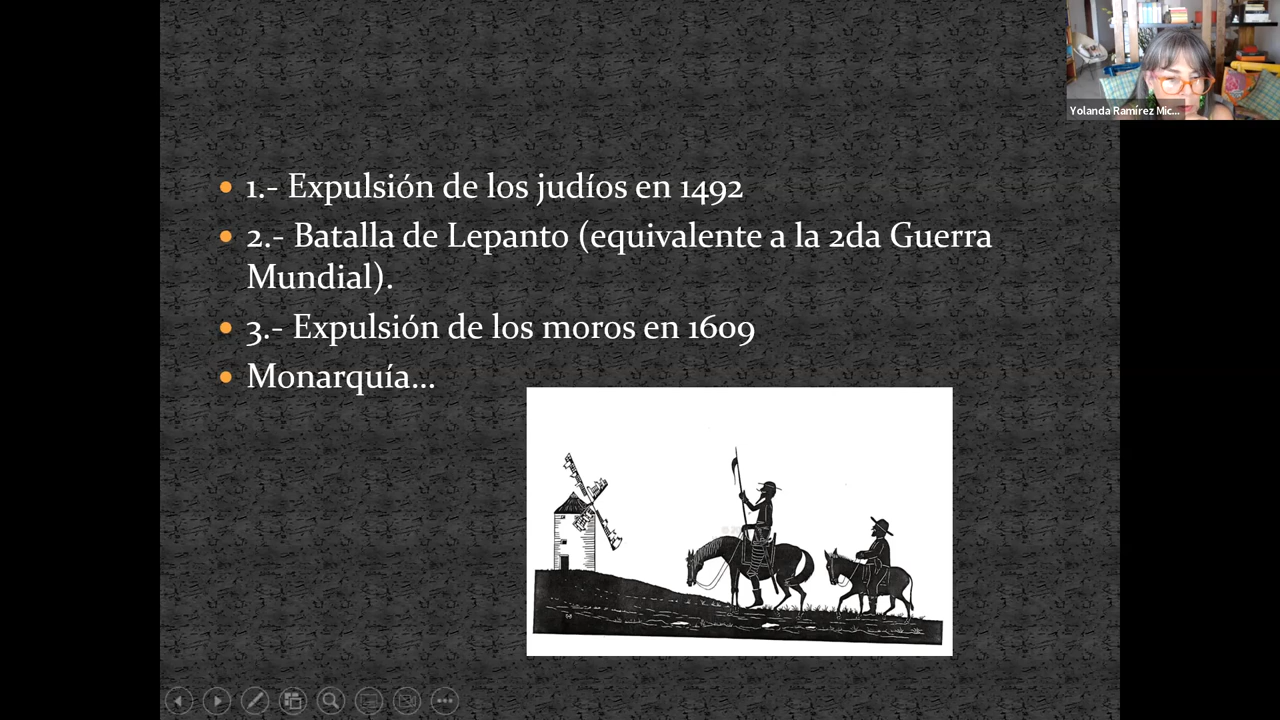 1.- Expulsión de los judíos en 1492
2.- Batalla de Lepanto (equivalente a la 2da Guerra
Mundial).
3.- Expulsión de los moros en 1609
Monarquía...
Yolanda Ramírez Mic...